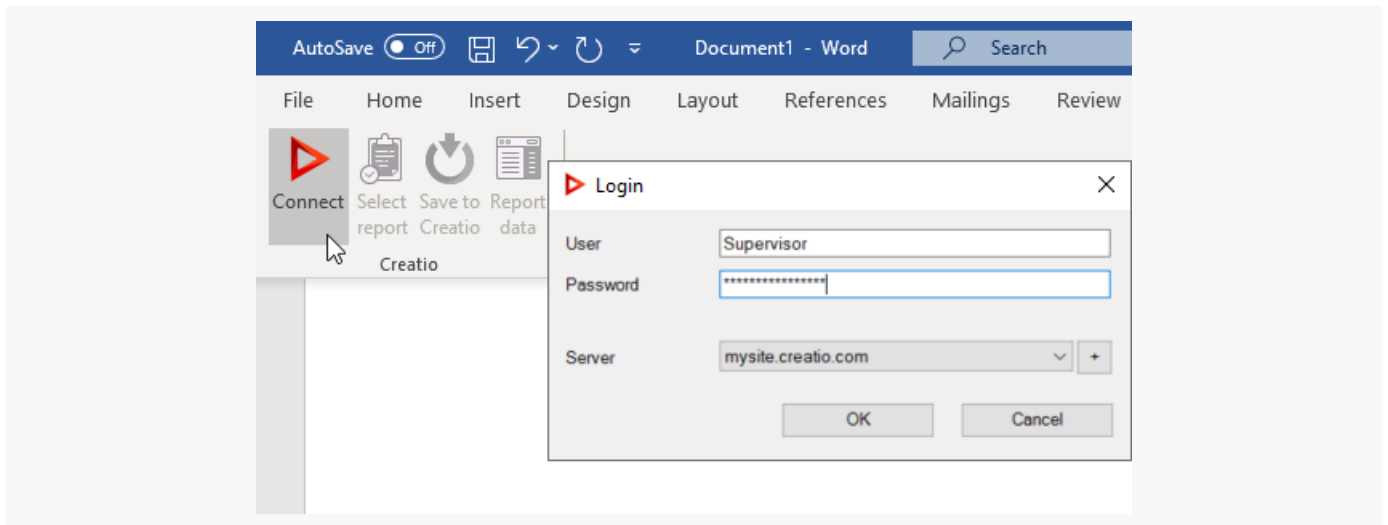 AutoSave Off Document1 - Word Search
File Home Insert Design Layout References Mailings Review
Connect Select report Save to Creatio Report data
Creatio
Login
User Supervisor
Password ****************
Server mysite.creatio.com +
OK Cancel